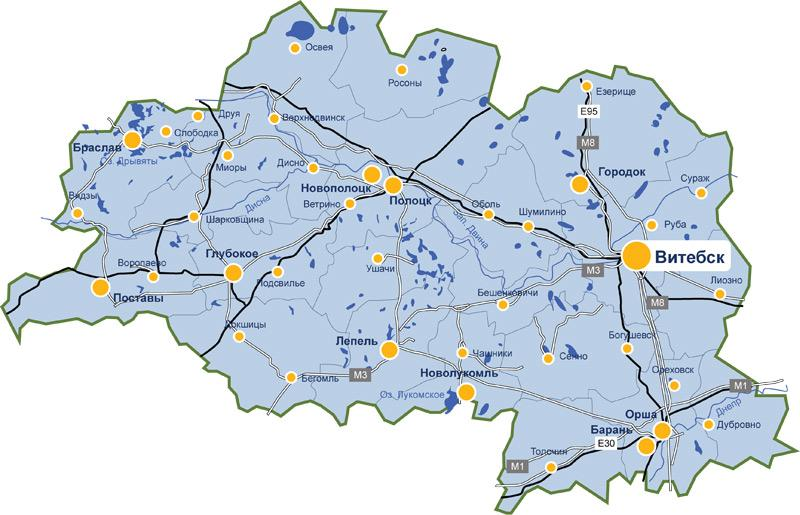 Освея
Росоны
Езерище
E95
Друя
Верхнедвинск
Слободка
M8
Браслав
Дрывяты
Миоры
Дисно
Городок
Сураж
Новополоцк
Полоцк
Видзы
Дисна
Ветрино
Оболь
Шарковщина
Шумилино
Руба
Зап. Двина
Глубокое
Витебск
Воропаево
Ушачи
M3
Подсвилье
Поставы
Бешенковичи
Лиозно
M8
Докшицы
Лепель
Богушевск
Чашники
Сенно
Бегомль
M3
Новолукомль
Ореховск
M1
Оз. Лукомское
Днепр
Орша
Барань
Дубровно
E30
Толочин
M1